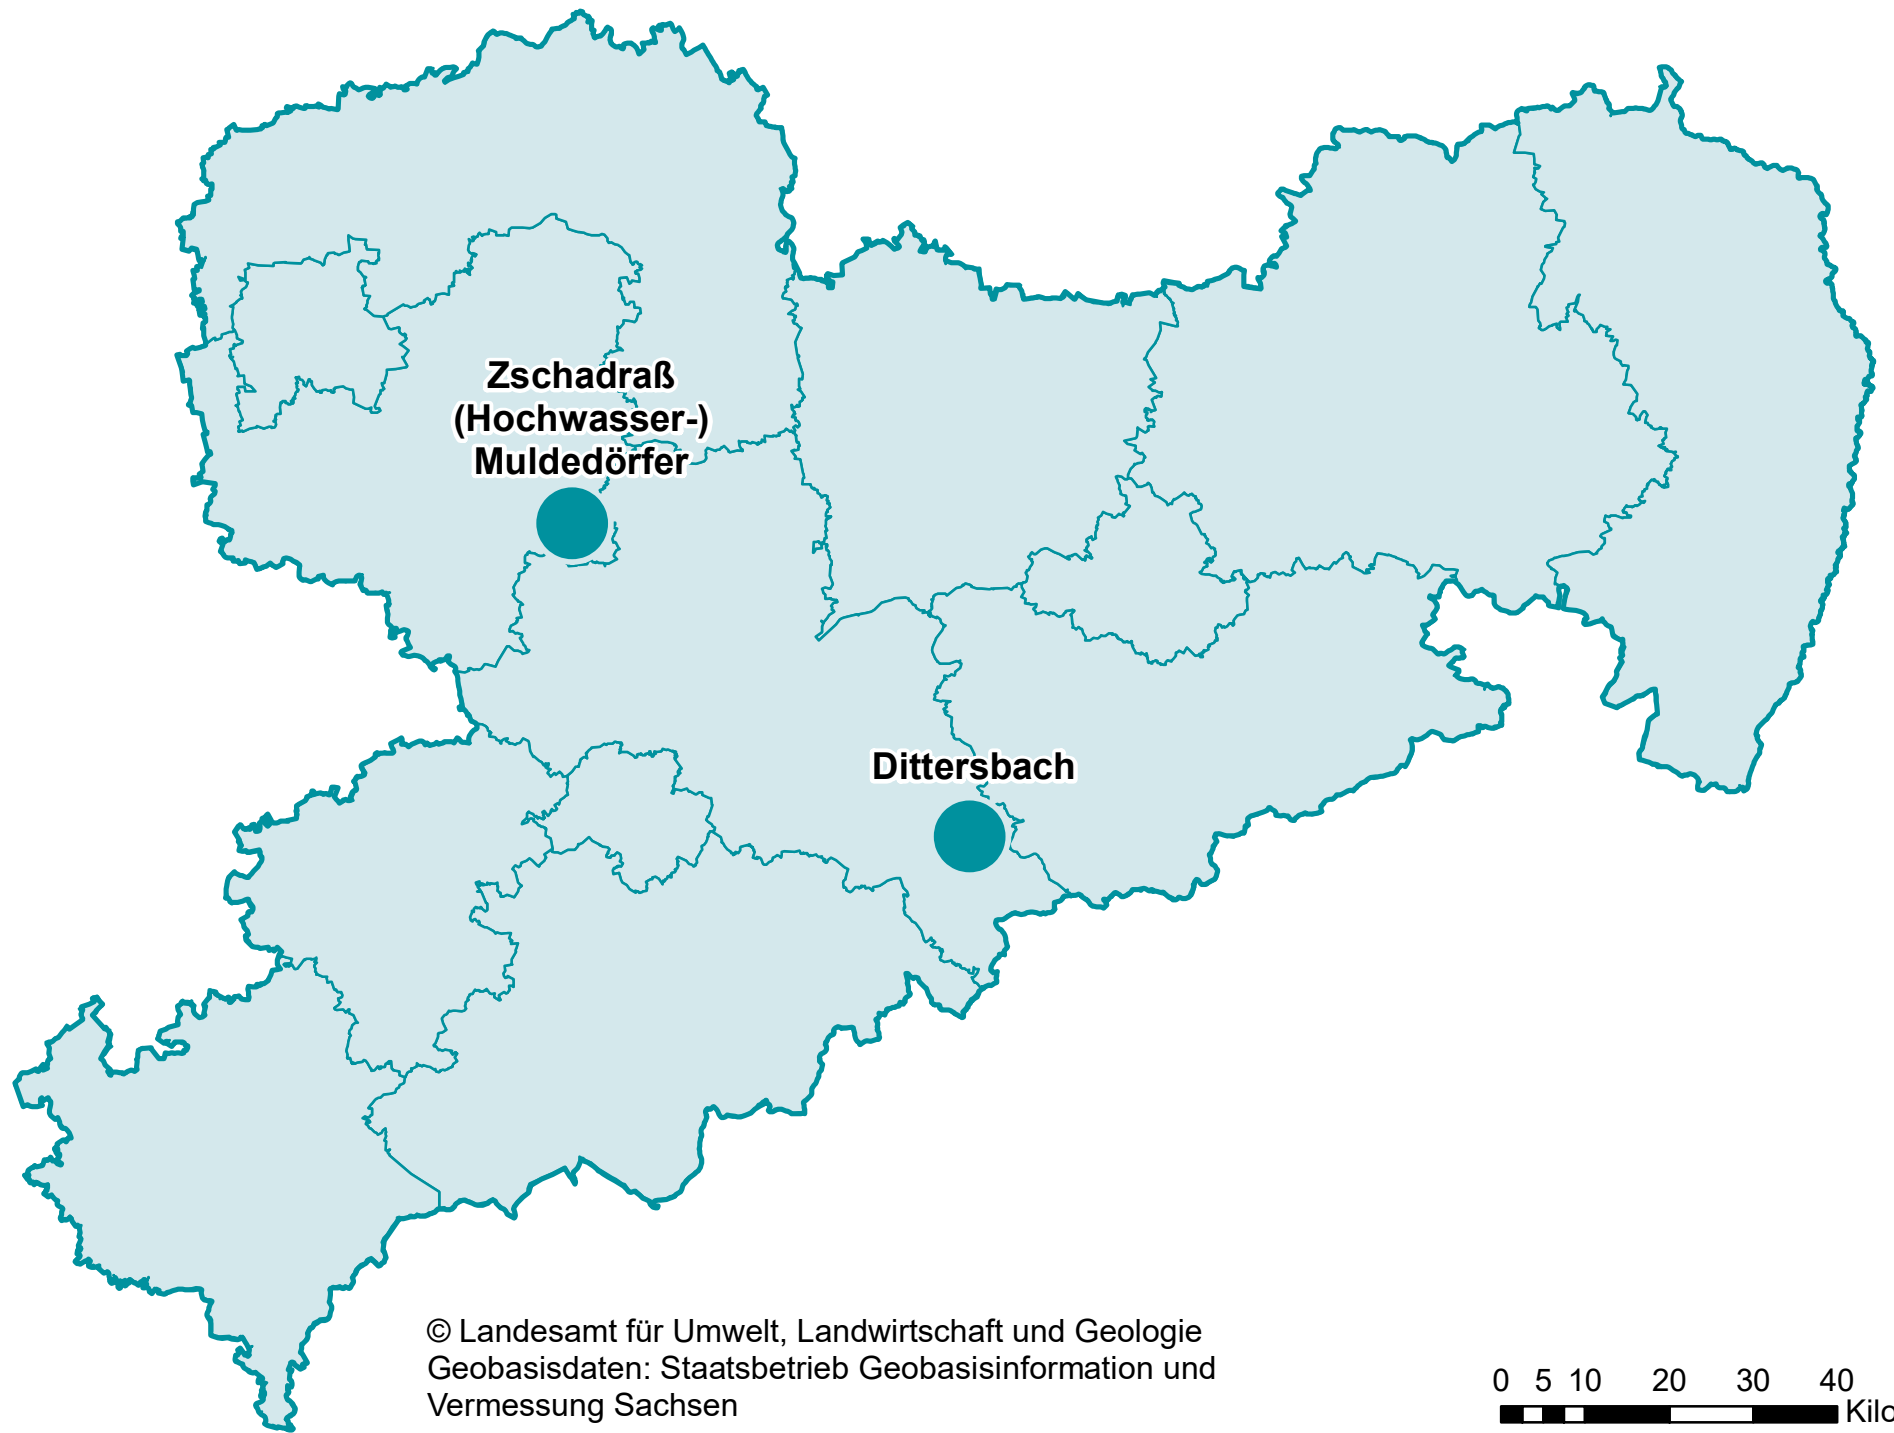 Zschadraß
(Hochwasser-)
Muldedörfer
Dittersbach
© Landesamt für Umwelt, Landwirtschaft und Geologie
Geobasisdaten: Staatsbetrieb Geobasisinformation und
Vermessung Sachsen
0 5 10 20 30 40
Kilo